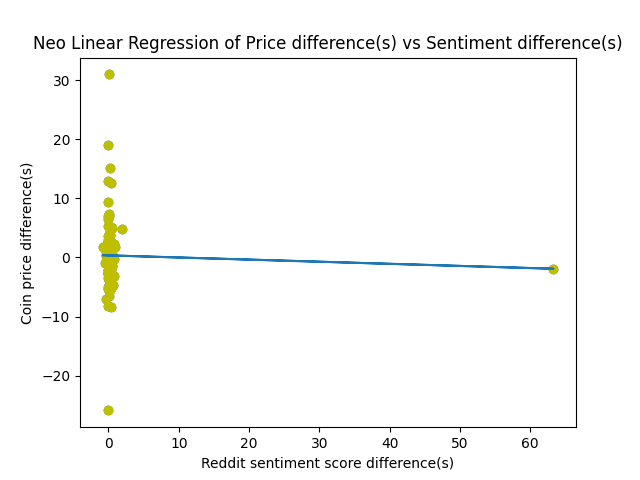 Neo Linear Regression of Price difference(s) vs Sentiment difference(s)
30
20
10
0
−10
−20
Coin price difference(s)
0 10 20 30 40 50 60
Reddit sentiment score difference(s)